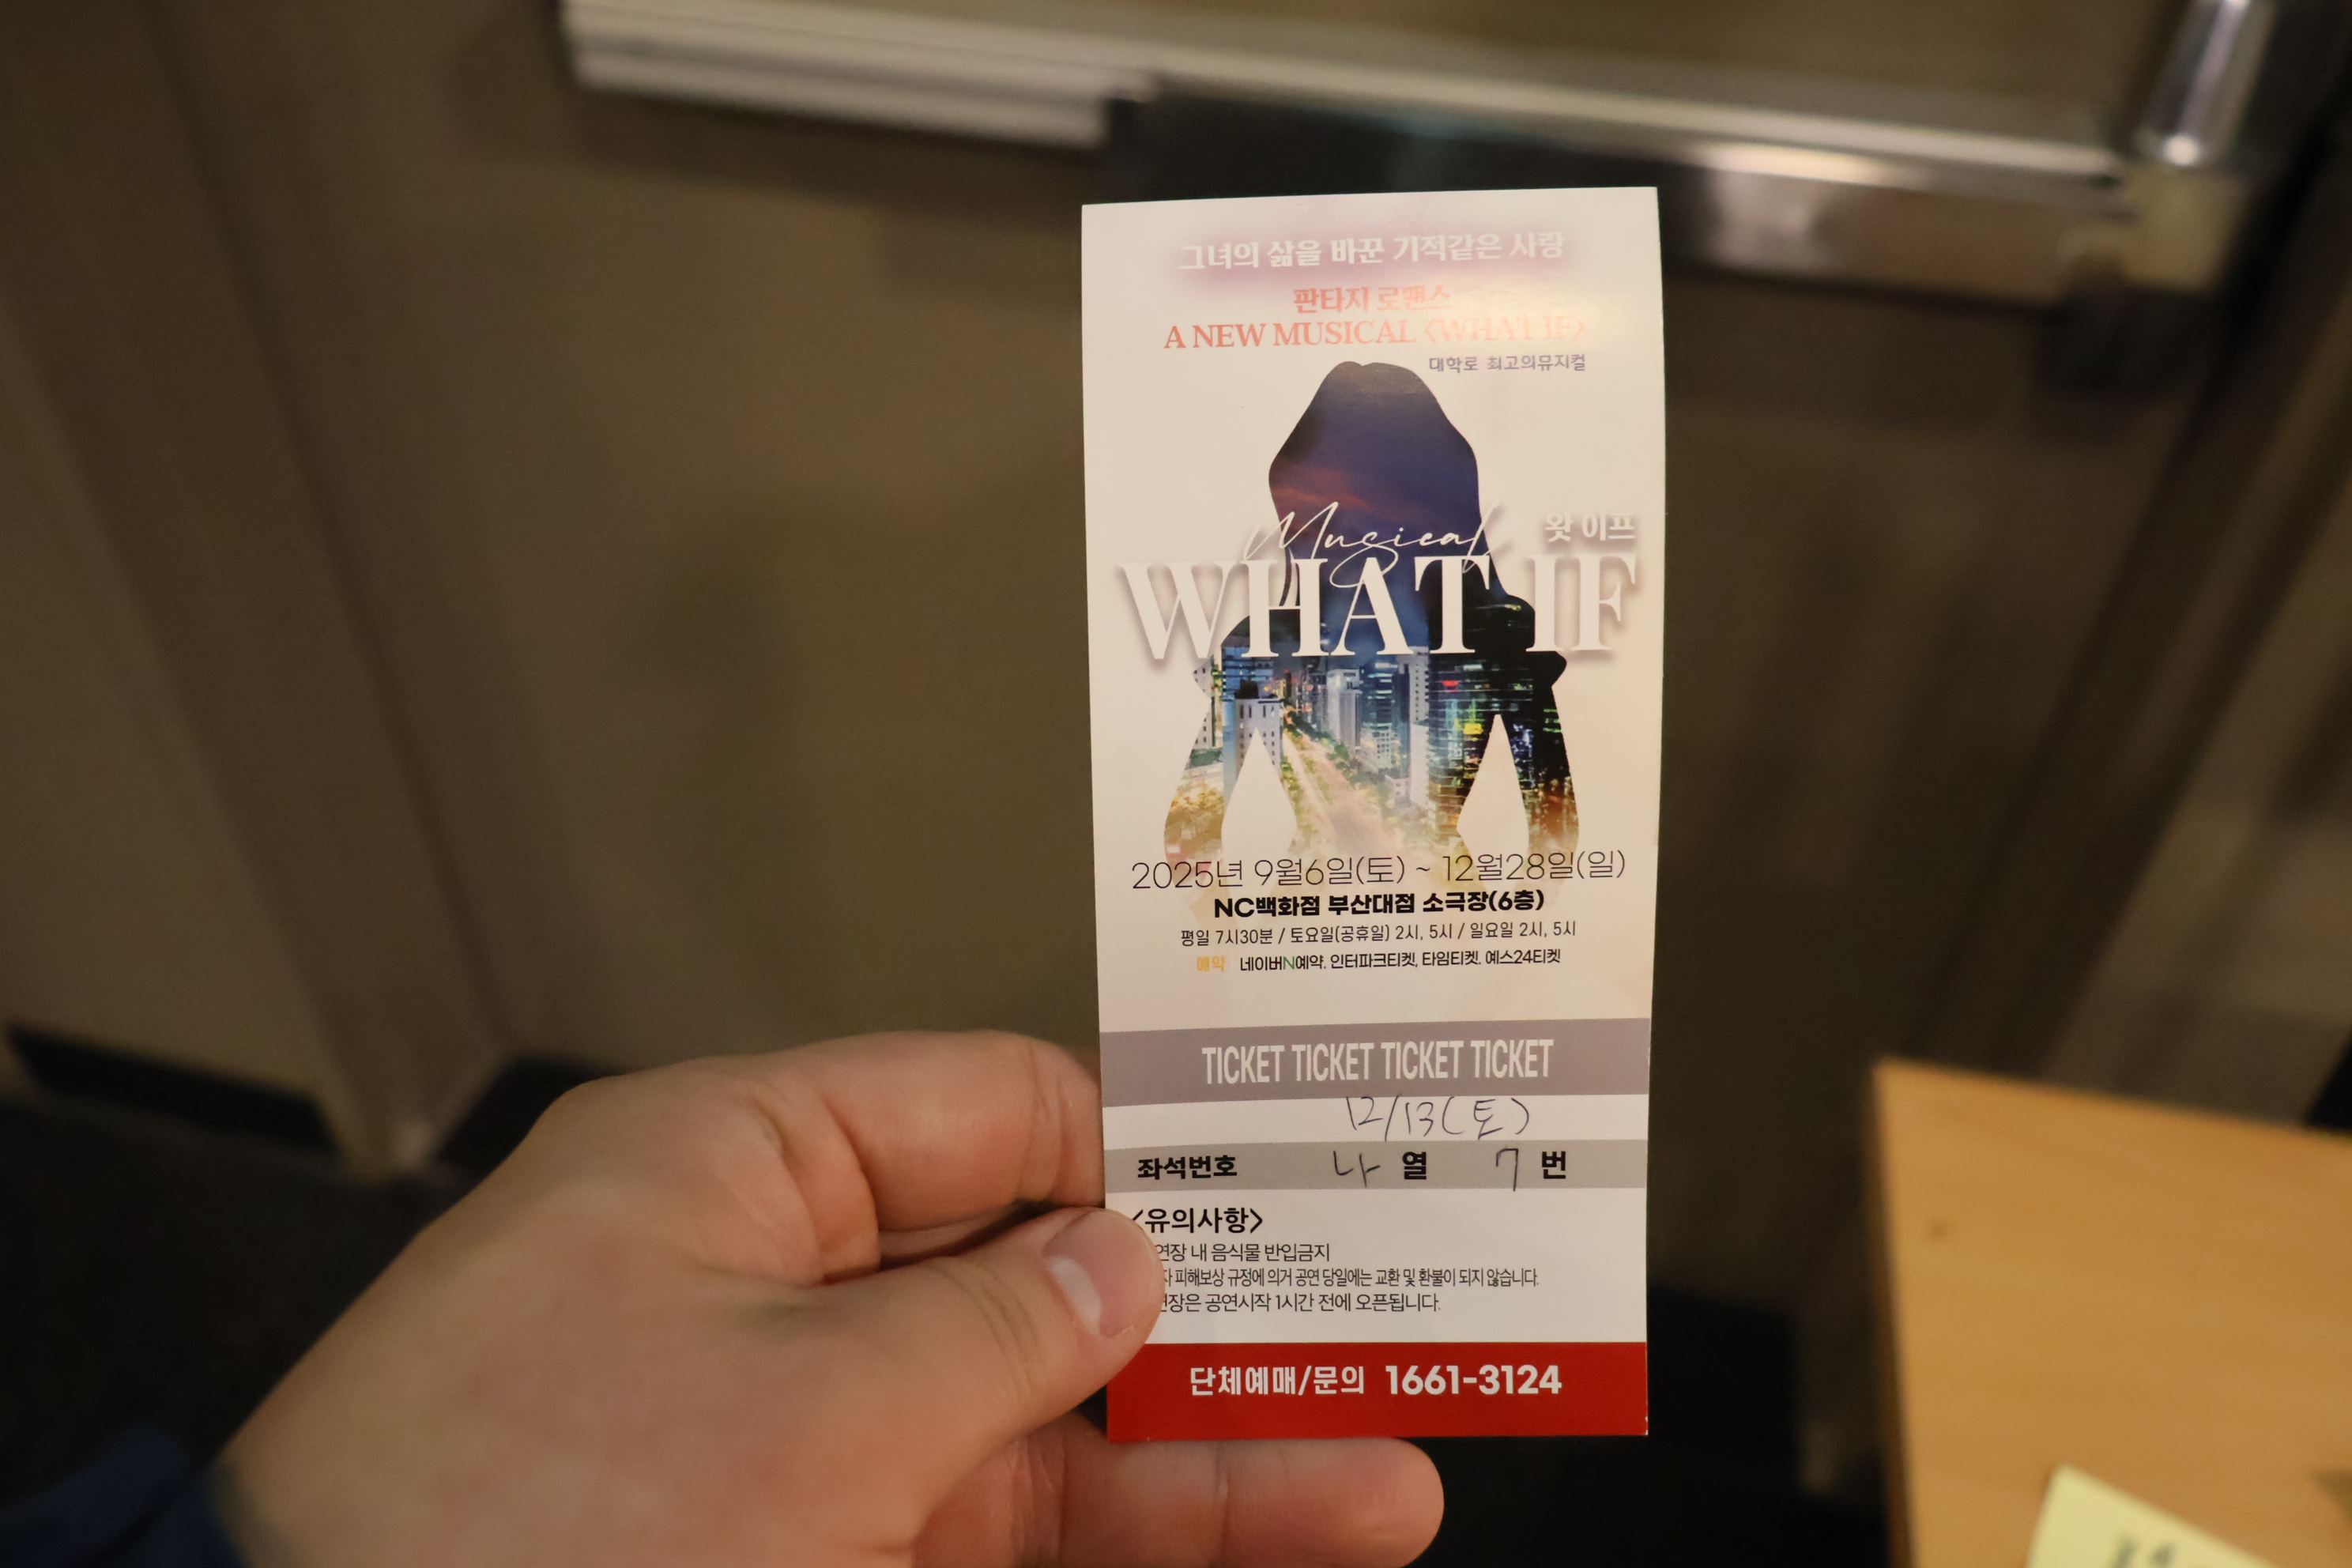 그녀의 삶을 바꾼 기적같은 사랑
판타지 로맨스
A NEW MUSICAL <WHAT IF>
대학로 최고의뮤지컬
Musical 왓 이프
WHAT IF
2025년 9월6일(토) ~ 12월28일(일)
NC백화점 부산대점 소극장(6층)
평일 7시30분 / 토요일(공휴일) 2시, 5시 / 일요일 2시, 5시
예약 네이버N예약. 인터파크티켓, 타임티켓. 예스24티켓
TICKET TICKET TICKET TICKET
12/13(토)
좌석번호 나 열 7 번
<유의사항>
연장 내 음식물 반입금지
자 피해보상 규정에 의거 공연 당일에는 교환 및 환불이 되지 않습니다.
연장은 공연시작 1시간 전에 오픈됩니다.
단체예매/문의 1661-3124